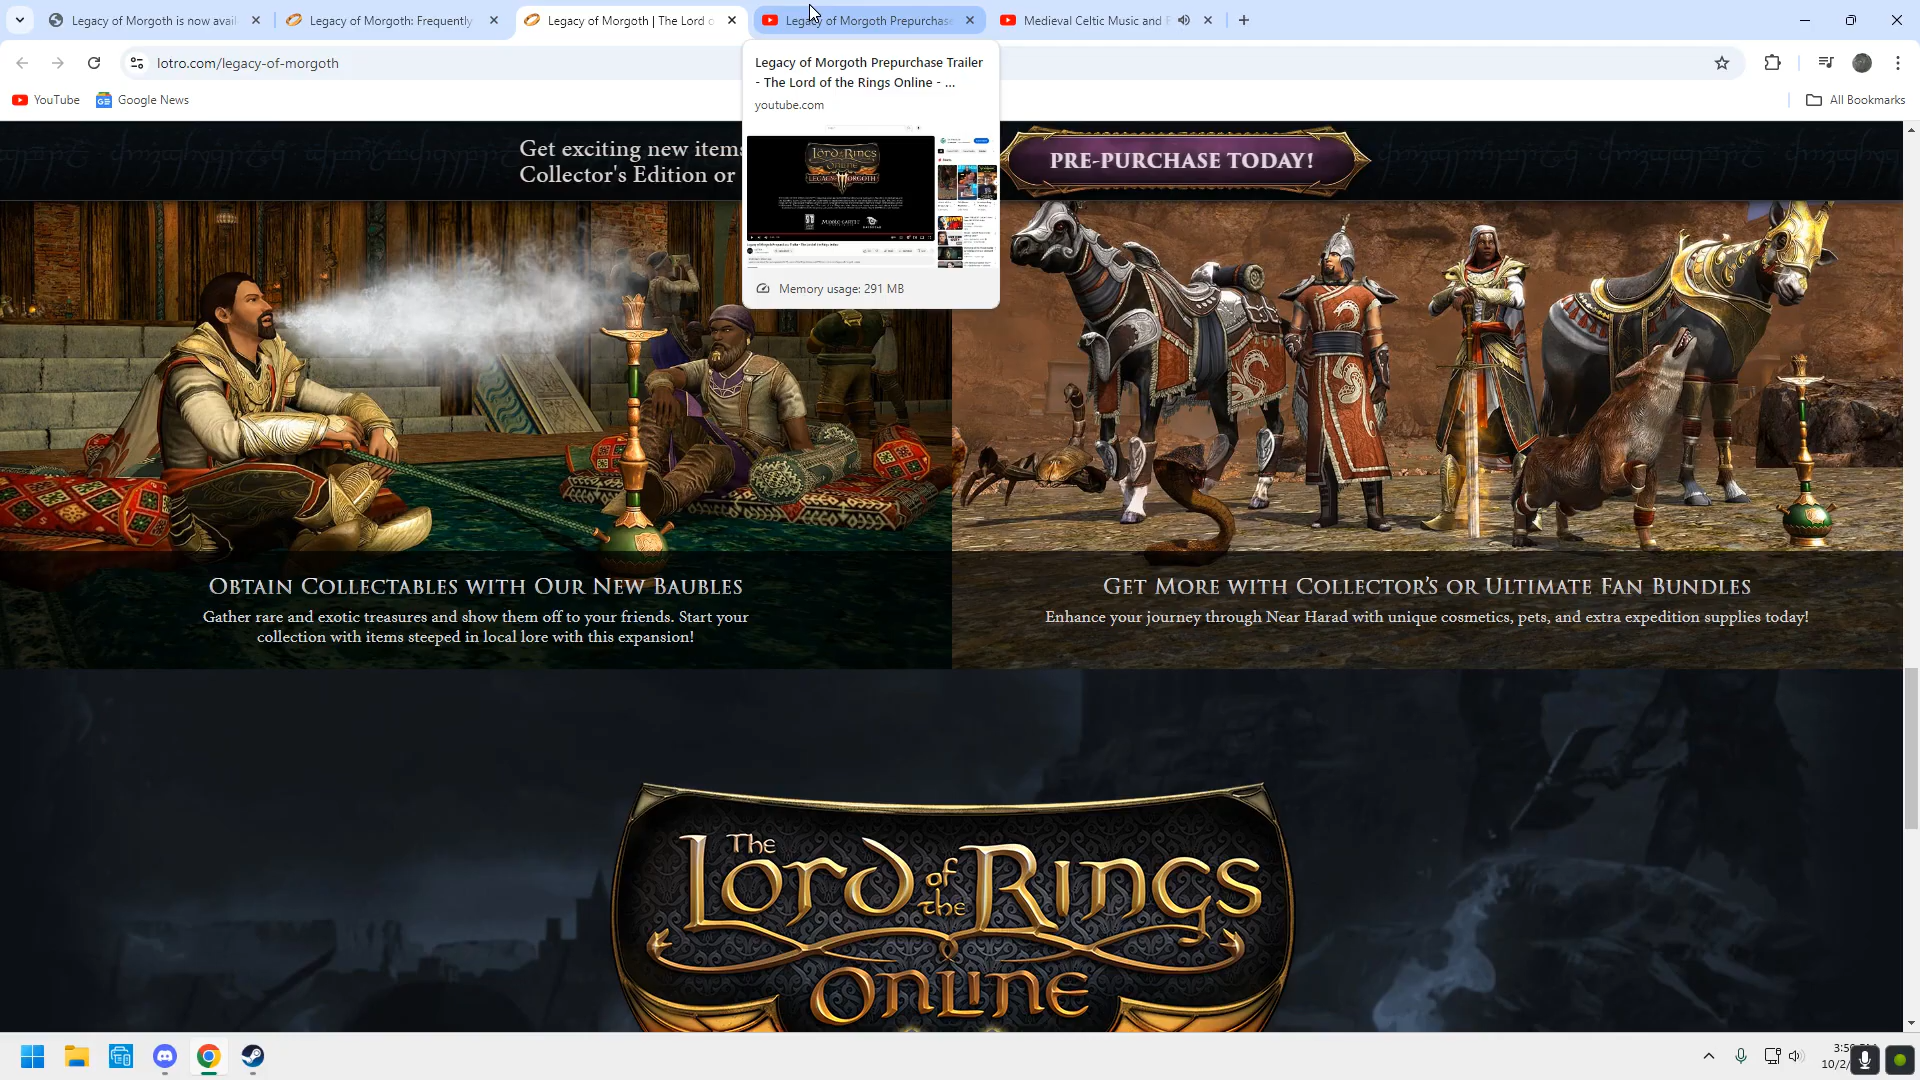 Legacy of Morgoth is now avai
Legacy of Morgoth: Frequently
Legacy of Morgoth | The Lord o
Legacy of Morgoth Prepurchase
Medieval Celtic Music and
lotro.com/legacy-of-morgoth
YouTube
Google News
All Bookmarks
Legacy of Morgoth Prepurchase Trailer
- The Lord of the Rings Online - ...
youtube.com
Memory usage: 291 MB
Get exciting new items
Collector's Edition or
PRE-PURCHASE TODAY!
OBTAIN COLLECTABLES WITH OUR NEW BAUBLES
Gather rare and exotic treasures and show them off to your friends. Start your
collection with items steeped in local lore with this expansion!
GET MORE WITH COLLECTOR'S OR ULTIMATE FAN BUNDLES
Enhance your journey through Near Harad with unique cosmetics, pets, and extra expedition supplies today!
The
Lord of the Rings
Online
10/2/